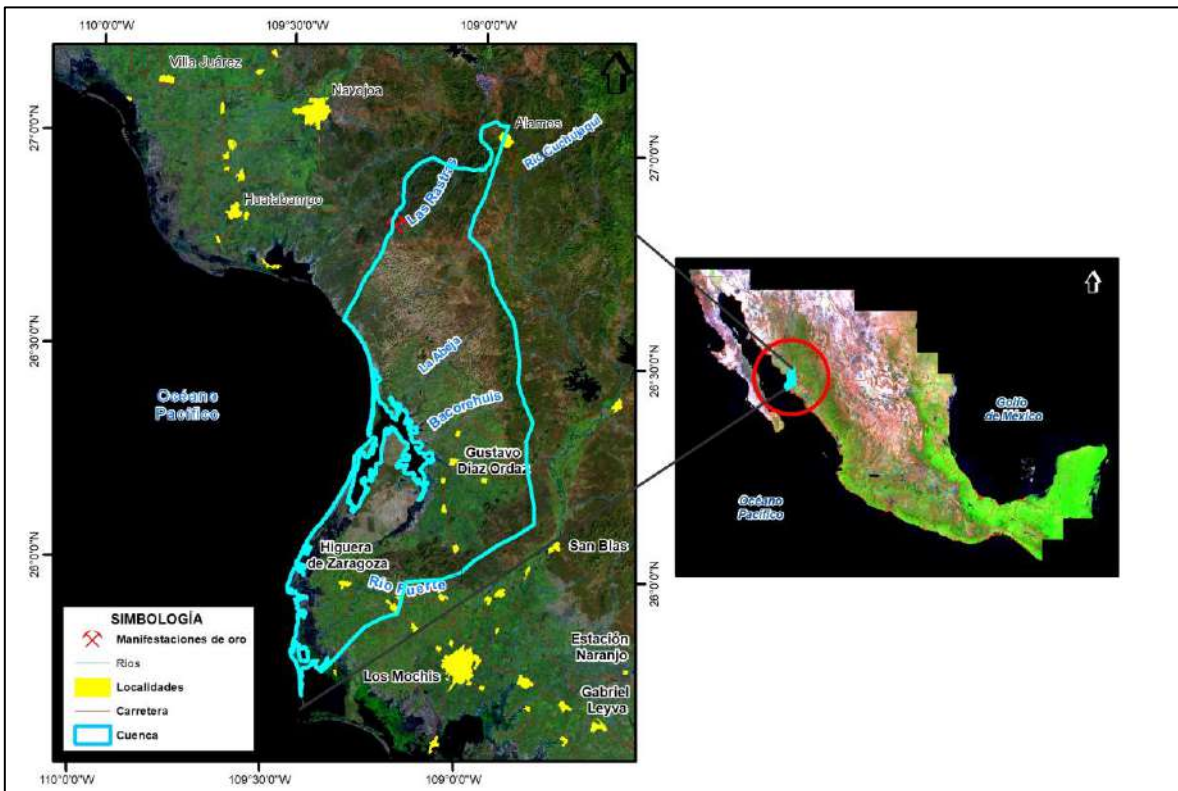 110°0'0"W
109°30'0"W
109°0'0"W
Villa Juárez
Navojoa
Alamos
Río Cuchujaqui
27°0'0"N
27°0'0"N
Las Rastras
Huatabampo
26°30'0"N
26°30'0"N
La Abeja
Océano
Pacífico
Bacorehuis
Gustavo
Díaz Ordaz
Golfo
de México
Océano
Pacífico
26°0'0"N
26°0'0"N
San Blas
Higuera
de Zaragoza
Río Fuerte
SIMBOLOGÍA
Manifestaciones de oro
Ríos
Localidades
Carretera
Cuenca
Estación
Naranjo
Los Mochis
Gabriel
Leyva
110°0'0"W
109°30'0"W
109°0'0"W